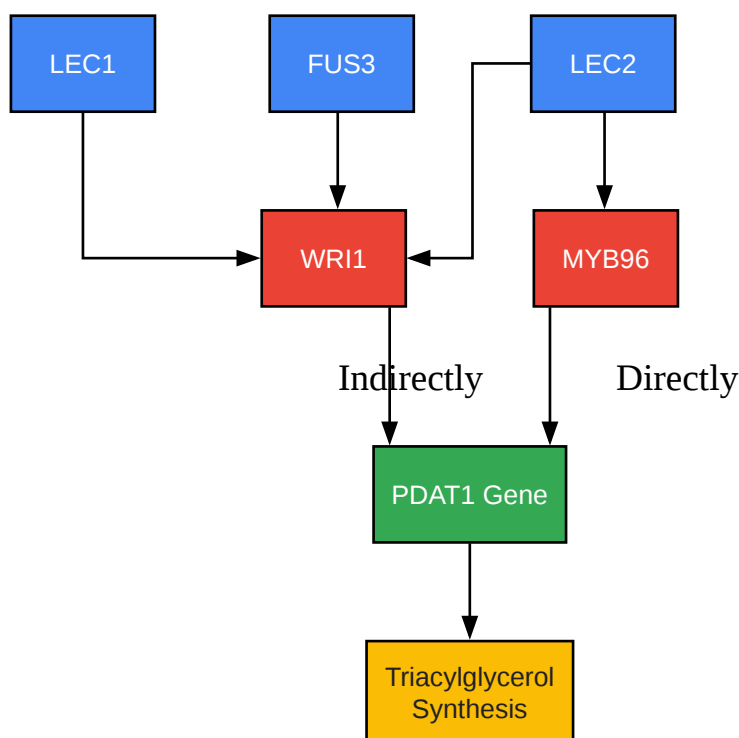 LEC1
FUS3
LEC2
WRI1
MYB96
Indirectly
Directly
PDAT1 Gene
Triacylglycerol
Synthesis